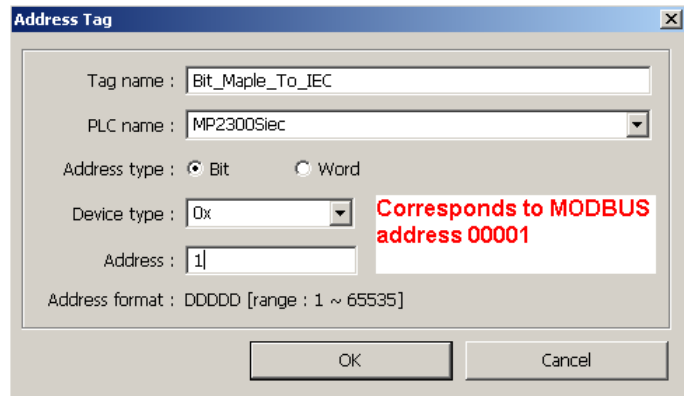 Address Tag
Tag name : Bit_Maple_To_IEC
PLC name : MP2300Siec
Address type : Bit Word
Device type : 0x
Corresponds to MODBUS
address 00001
Address : 1
Address format : DDDDD [range : 1 ~ 65535]
OK Cancel